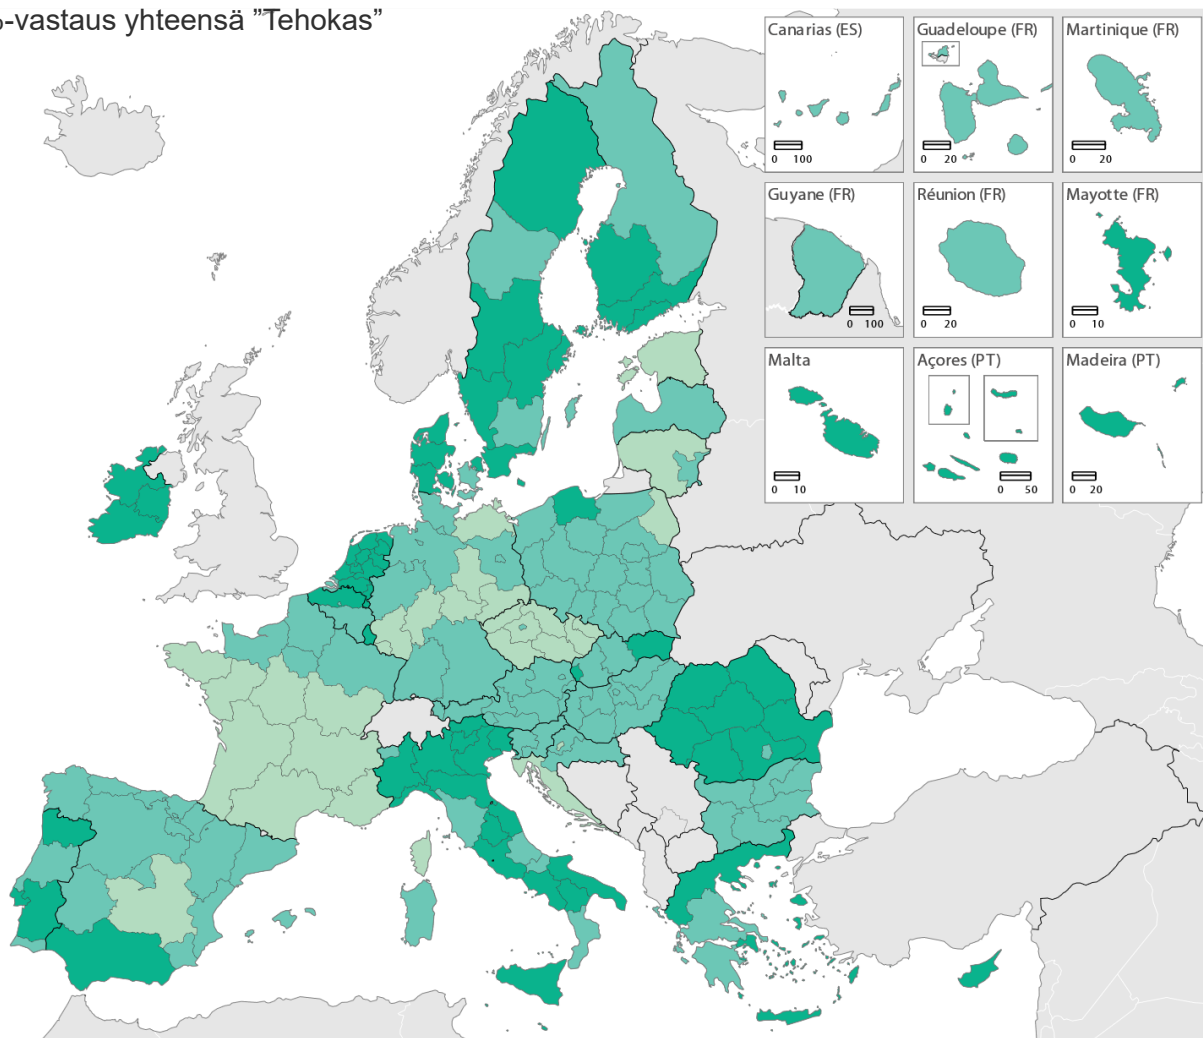 %-vastaus yhteensä ”Tehokas”
Canarias (ES)
0 100
Guadeloupe (FR)
0 20
Martinique (FR)
0 20
Guyane (FR)
0 100
Réunion (FR)
0 20
Mayotte (FR)
0 10
Malta
0 10
Açores (PT)
0 50
Madeira (PT)
0 20